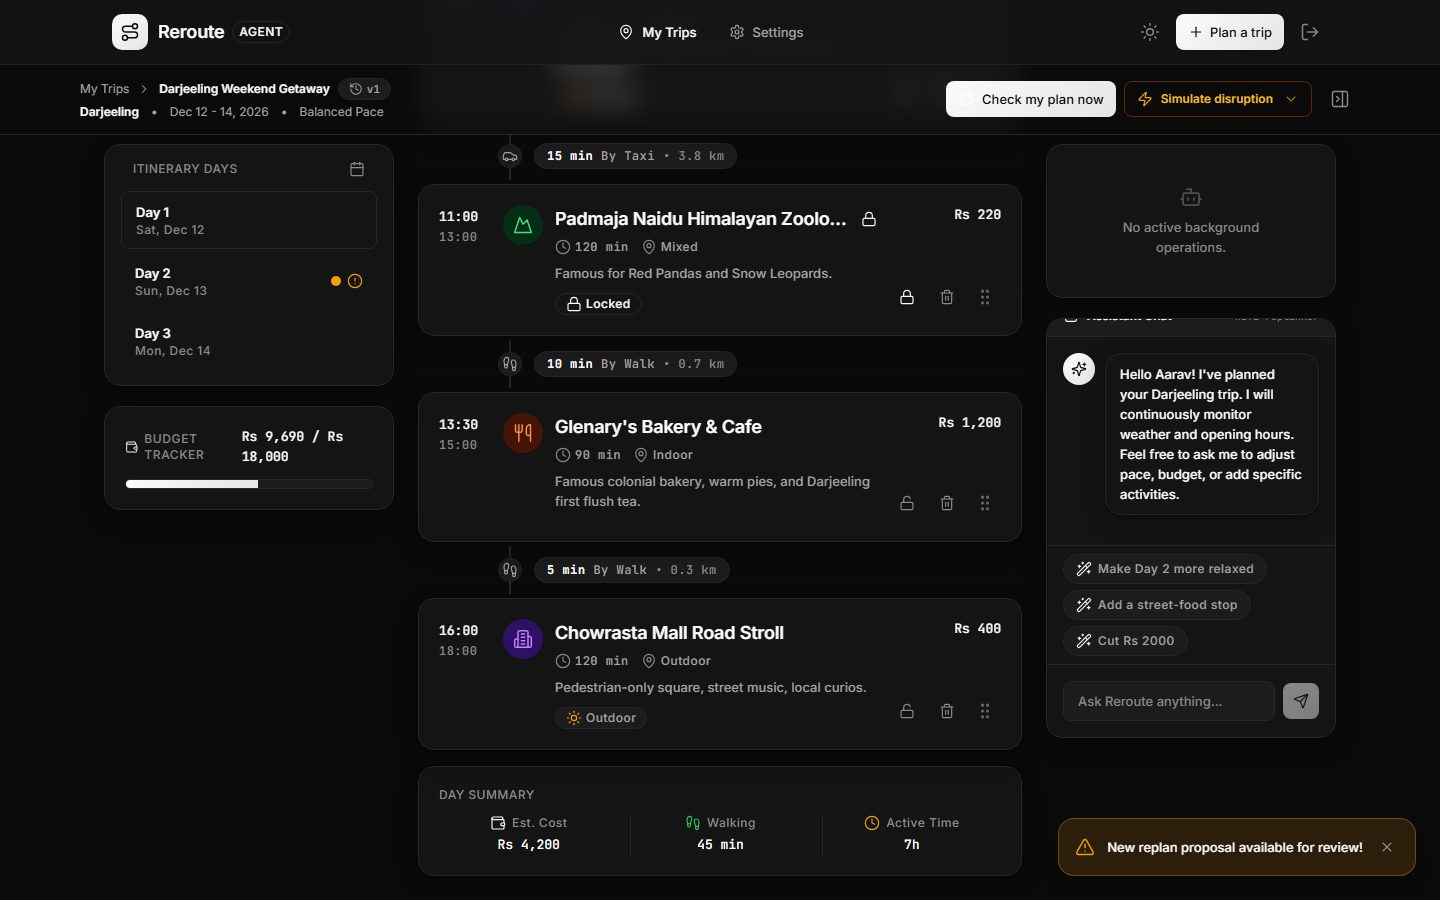 Reroute AGENT
My Trips
Settings
Plan a trip
My Trips > Darjeeling Weekend Getaway v1
Darjeeling • Dec 12 - 14, 2026 • Balanced Pace
Check my plan now
Simulate disruption
ITINERARY DAYS
Day 1
Sat, Dec 12
Day 2
Sun, Dec 13
Day 3
Mon, Dec 14
BUDGET
TRACKER
Rs 9,690 / Rs
18,000
15 min By Taxi • 3.8 km
11:00
13:00
Padmaja Naidu Himalayan Zoolo...
Rs 220
120 min Mixed
Famous for Red Pandas and Snow Leopards.
Locked
10 min By Walk • 0.7 km
13:30
15:00
Glenary's Bakery & Cafe
Rs 1,200
90 min Indoor
Famous colonial bakery, warm pies, and Darjeeling
first flush tea.
5 min By Walk • 0.3 km
16:00
18:00
Chowrasta Mall Road Stroll
Rs 400
120 min Outdoor
Pedestrian-only square, street music, local curios.
Outdoor
DAY SUMMARY
Est. Cost
Rs 4,200
Walking
45 min
Active Time
7h
No active background
operations.
Assistant Chat
Hello Aarav! I've planned
your Darjeeling trip. I will
continuously monitor
weather and opening hours.
Feel free to ask me to adjust
pace, budget, or add specific
activities.
Make Day 2 more relaxed
Add a street-food stop
Cut Rs 2000
Ask Reroute anything...
New replan proposal available for review!